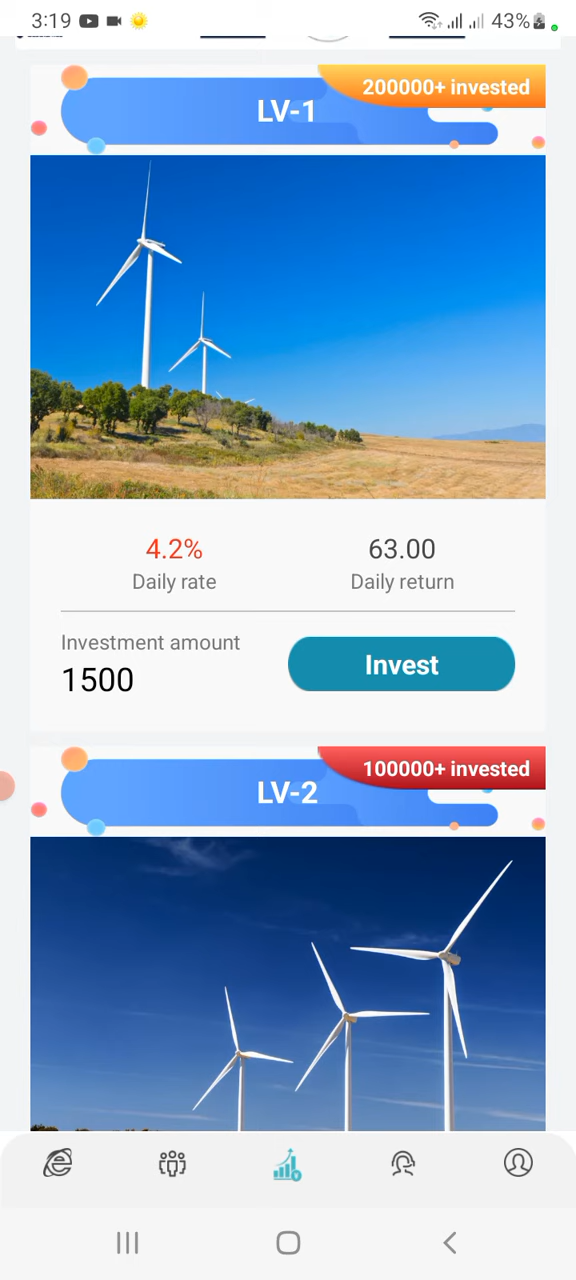 3:19
43%
LV-1
200000+ invested
4.2%
63.00
Daily rate
Daily return
Investment amount
1500
Invest
LV-2
100000+ invested